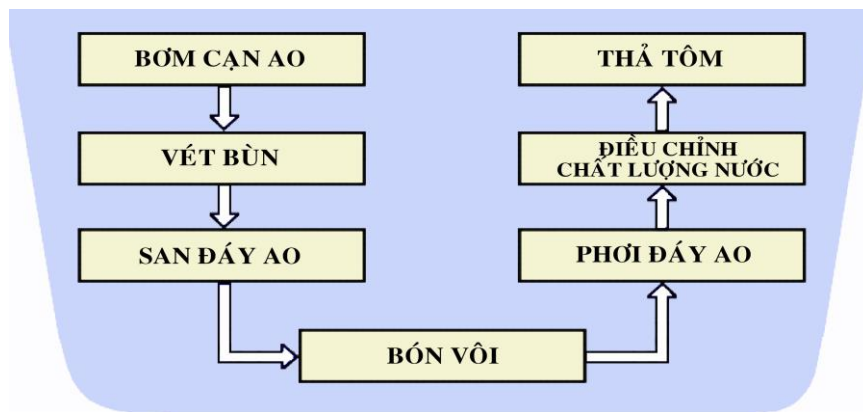 BƠM CẠN AO
VÉT BÙN
SAN ĐÁY AO
BÓN VÔI
PHƠI ĐÁY AO
ĐIỀU CHỈNH
CHẤT LƯỢNG NƯỚC
THẢ TÔM